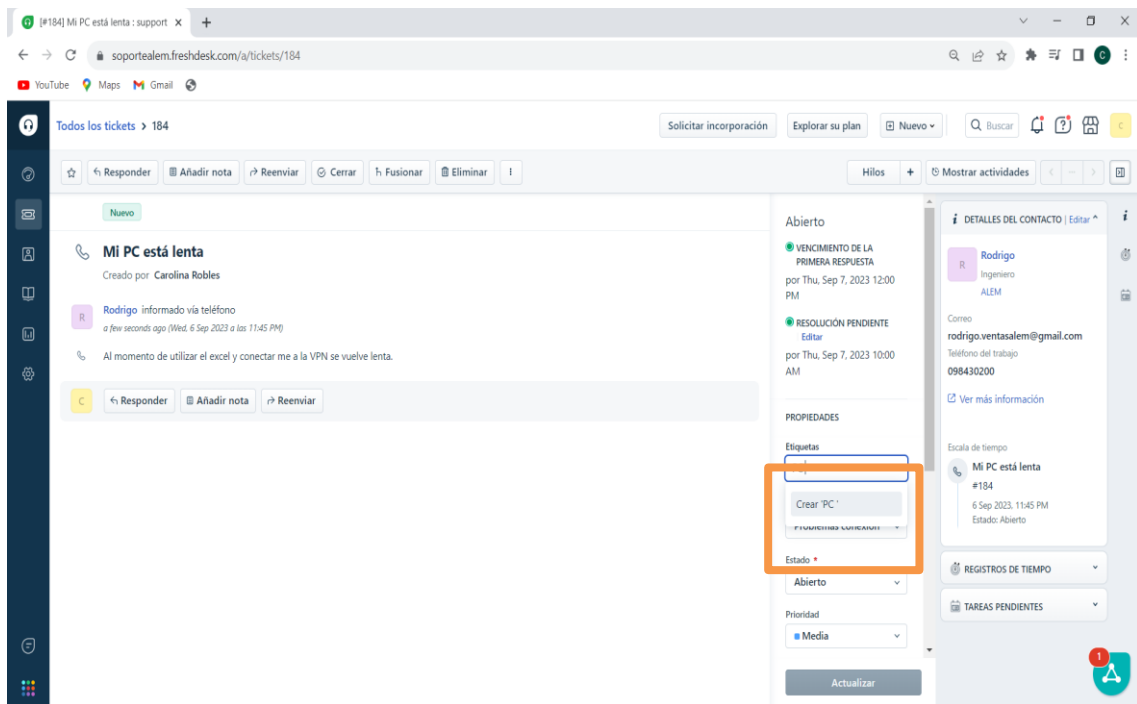 [#184] Mi PC está lenta : support
soportealem.freshdesk.com/a/tickets/184
C
YouTube Maps Gmail
Todos los tickets > 184
Solicitar incorporación
Explorar su plan
Nuevo
Buscar
C
Responder
Añadir nota
Reenviar
Cerrar
Fusionar
Eliminar
Hilos +
Mostrar actividades
Nuevo
Mi PC está lenta
Creado por Carolina Robles
R
Rodrigo informado vía teléfono
a few seconds ago (Wed, 6 Sep 2023 a las 11:45 PM)
Al momento de utilizar el excel y conectar me a la VPN se vuelve lenta.
C
Responder
Añadir nota
Reenviar
Abierto
VENCIMIENTO DE LA
PRIMERA RESPUESTA
por Thu, Sep 7, 2023 12:00
PM
RESOLUCIÓN PENDIENTE
Editar
por Thu, Sep 7, 2023 10:00
AM
PROPIEDADES
Etiquetas
Crear 'PC '
Problemas conexión
Estado *
Abierto
Prioridad
Media
Actualizar
DETALLES DEL CONTACTO | Editar
R
Rodrigo
Ingeniero
ALEM
Correo
rodrigo.ventasalem@gmail.com
Teléfono del trabajo
098430200
Ver más información
Escala de tiempo
Mi PC está lenta
#184
6 Sep 2023, 11:45 PM
Estado: Abierto
REGISTROS DE TIEMPO
TAREAS PENDIENTES
1